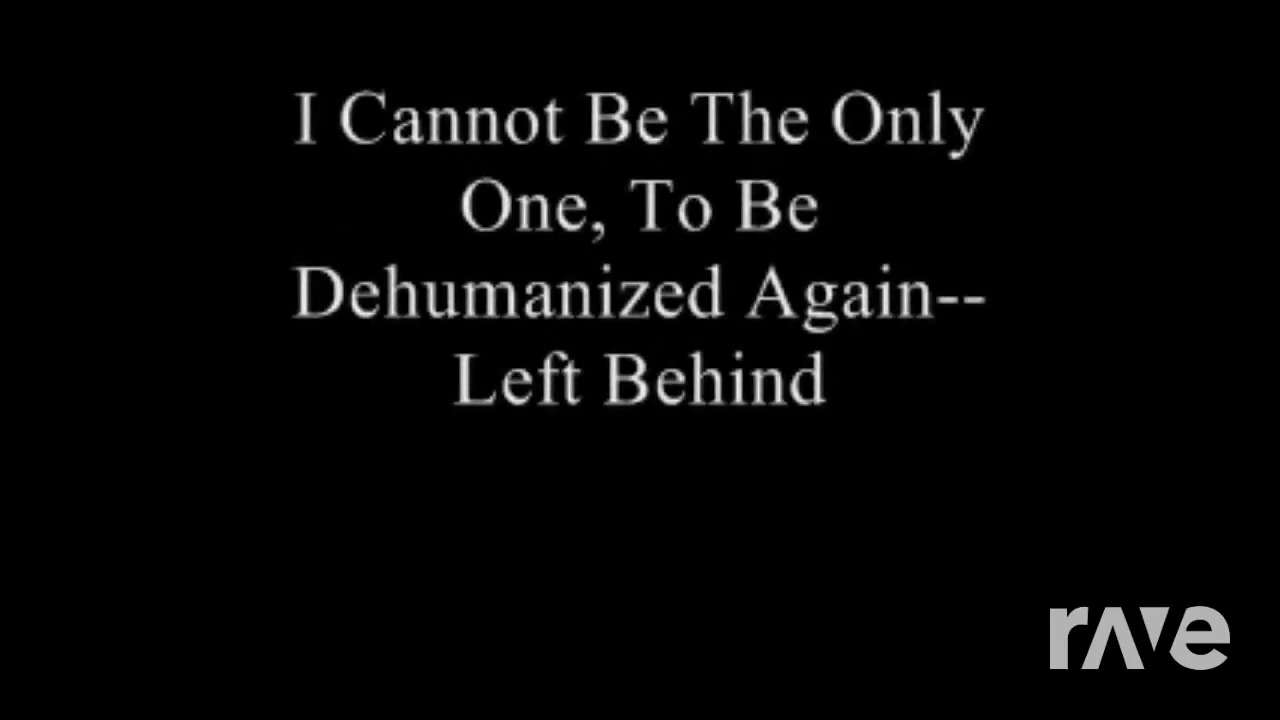 I Cannot Be The Only
One, To Be
Dehumanized Again--
Left Behind
rave